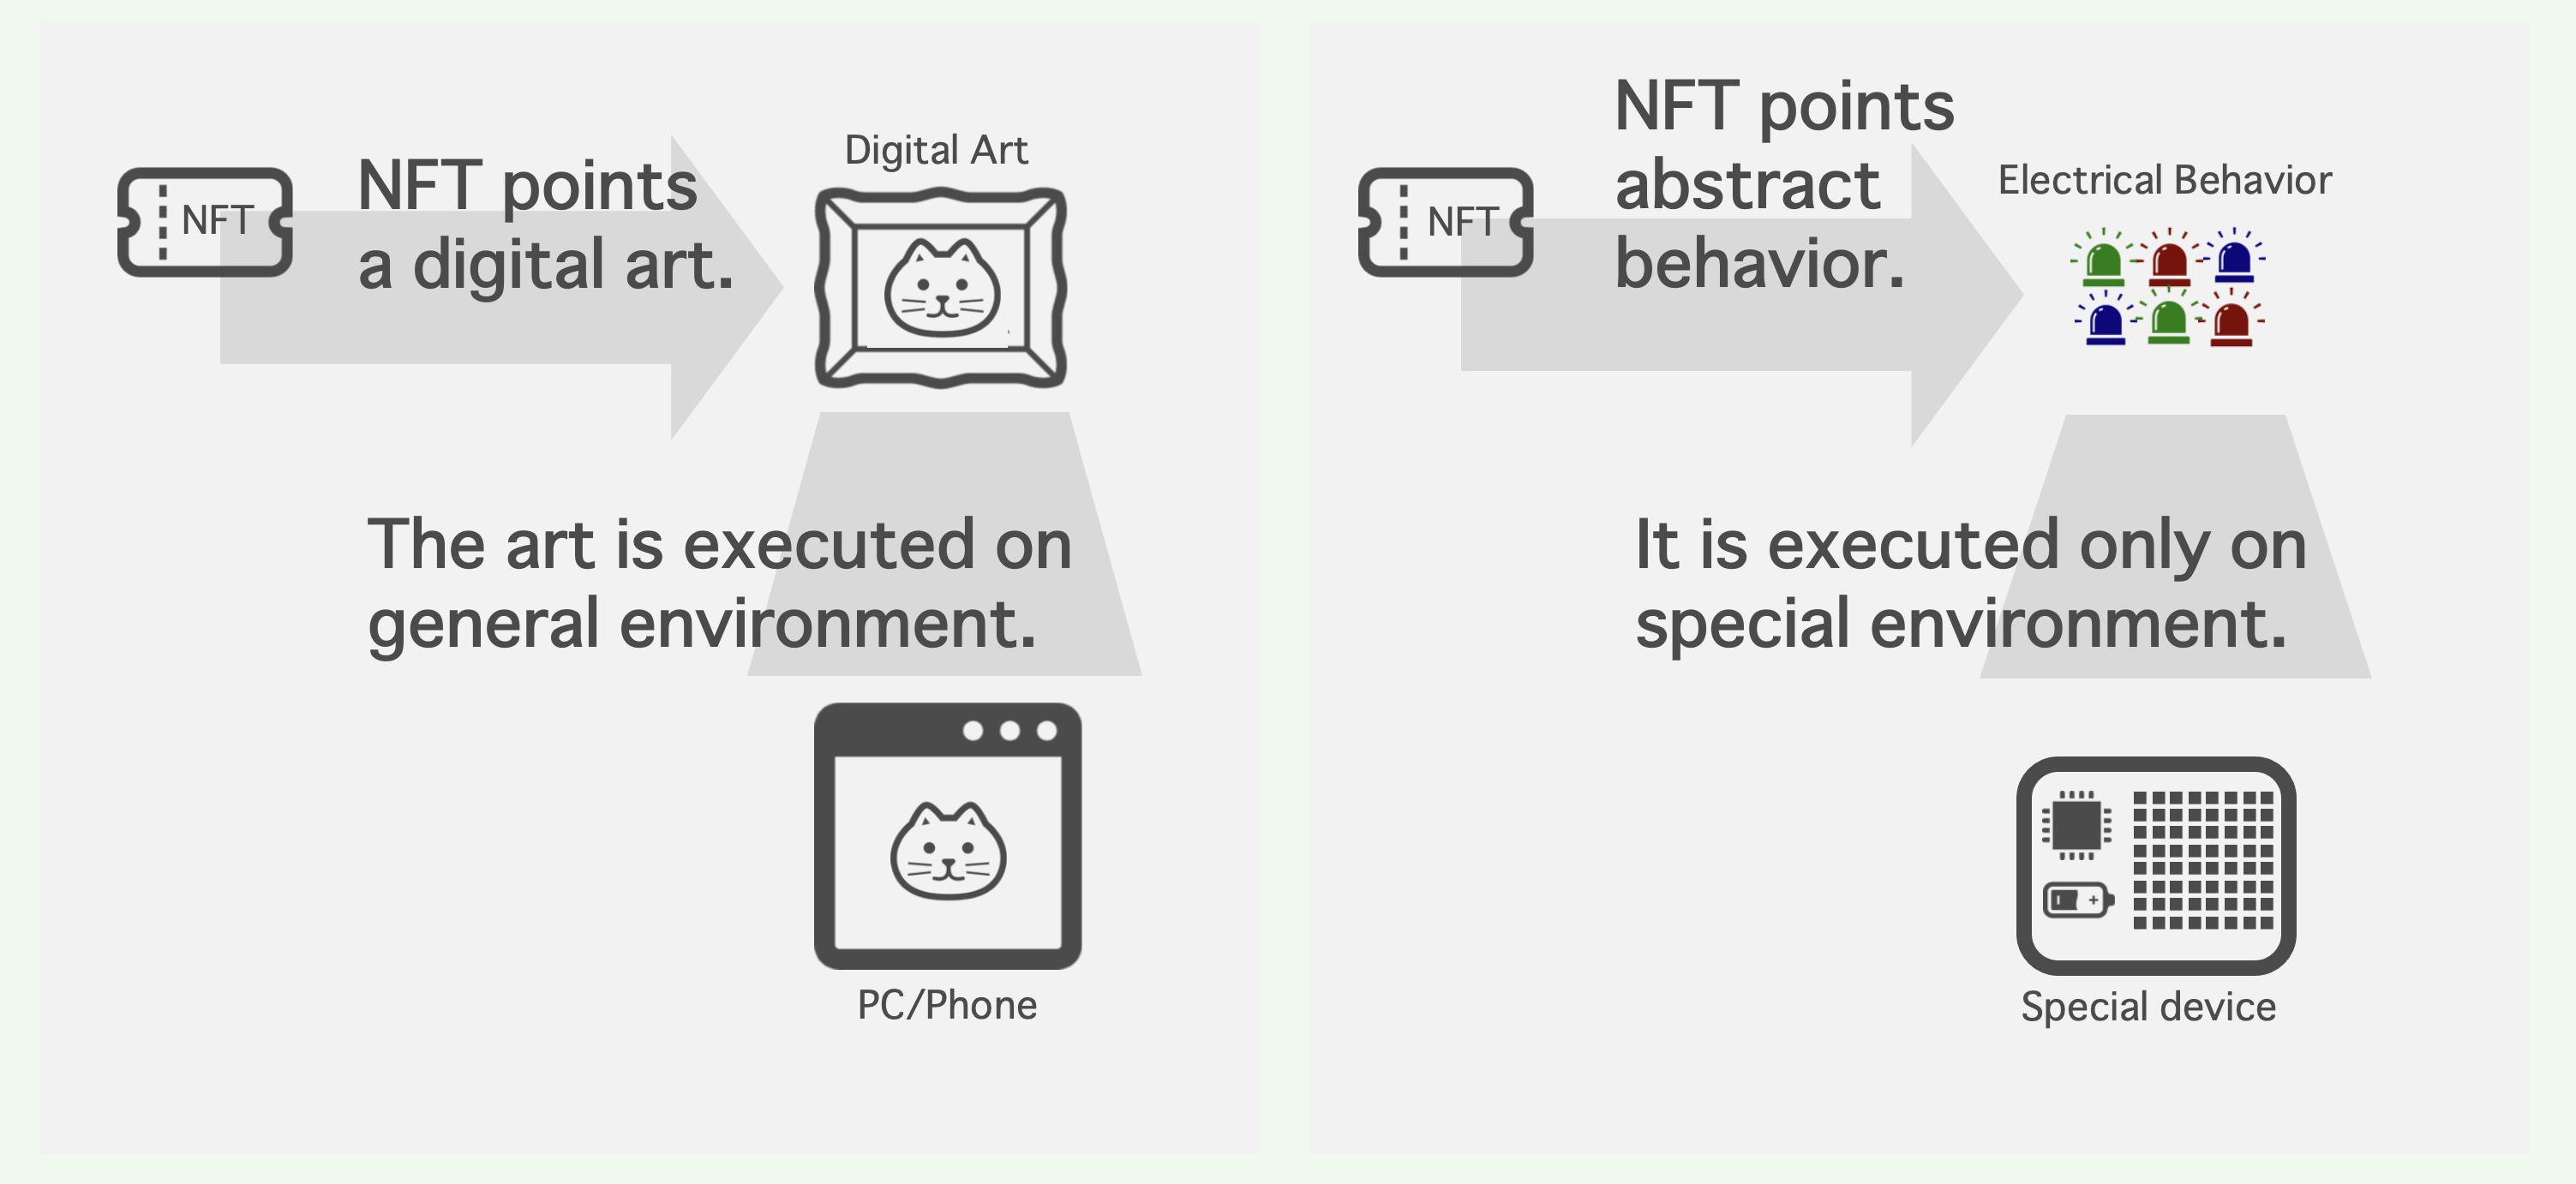 NFT
NFT points
a digital art.
Digital Art
The art is executed on
general environment.
PC/Phone
NFT
NFT points
abstract
behavior.
Electrical Behavior
It is executed only on
special environment.
Special device